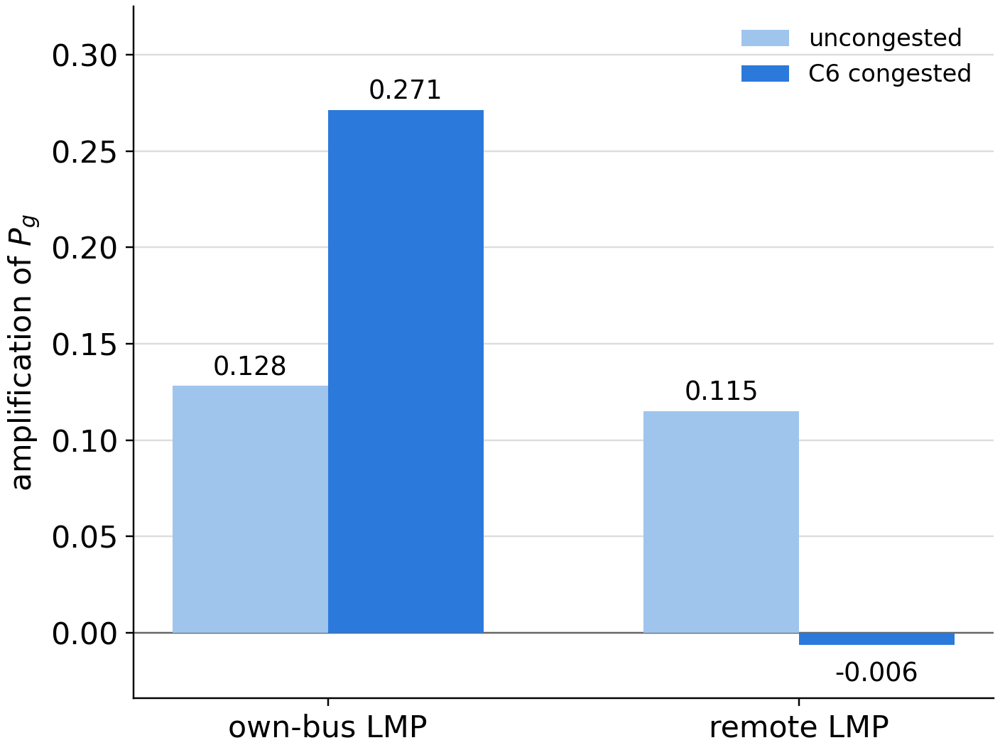 uncongested
C6 congested
amplification of P_g
0.30
0.25
0.20
0.15
0.10
0.05
0.00
0.271
0.128
0.115
-0.006
own-bus LMP
remote LMP